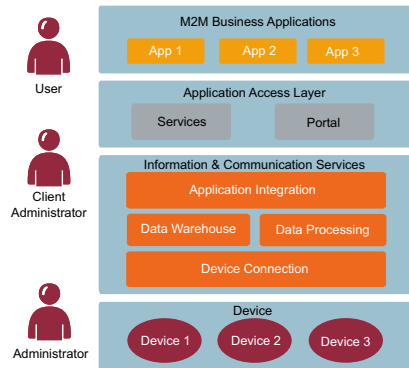 M2M Business Applications
App 1 App 2 App 3
User
Application Access Layer
Services Portal
Client
Administrator
Information & Communication Services
Application Integration
Data Warehouse Data Processing
Device Connection
Administrator
Device
Device 1 Device 2 Device 3